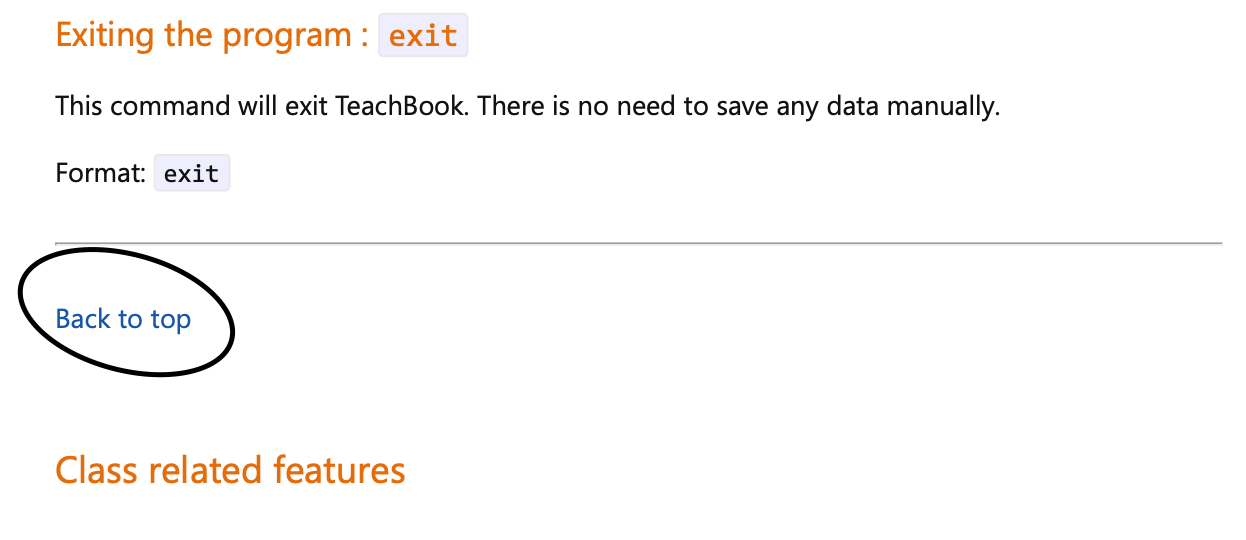 Exiting the program : exit
This command will exit TeachBook. There is no need to save any data manually.
Format: exit
Back to top
Class related features